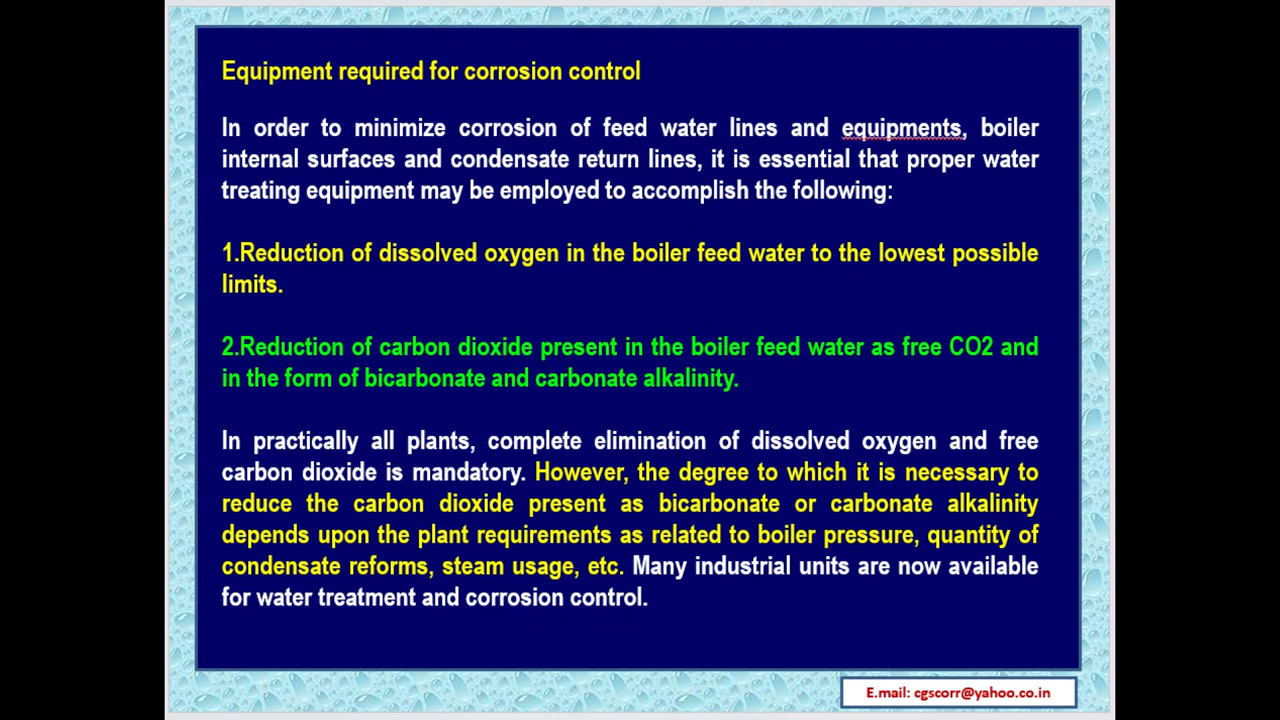 Equipment required for corrosion control
In order to minimize corrosion of feed water lines and equipments, boiler
internal surfaces and condensate return lines, it is essential that proper water
treating equipment may be employed to accomplish the following:
1.Reduction of dissolved oxygen in the boiler feed water to the lowest possible
limits.
2.Reduction of carbon dioxide present in the boiler feed water as free CO2 and
in the form of bicarbonate and carbonate alkalinity.
In practically all plants, complete elimination of dissolved oxygen and free
carbon dioxide is mandatory. However, the degree to which it is necessary to
reduce the carbon dioxide present as bicarbonate or carbonate alkalinity
depends upon the plant requirements as related to boiler pressure, quantity of
condensate reforms, steam usage, etc. Many industrial units are now available
for water treatment and corrosion control.
E.mail: cgscorr@yahoo.co.in